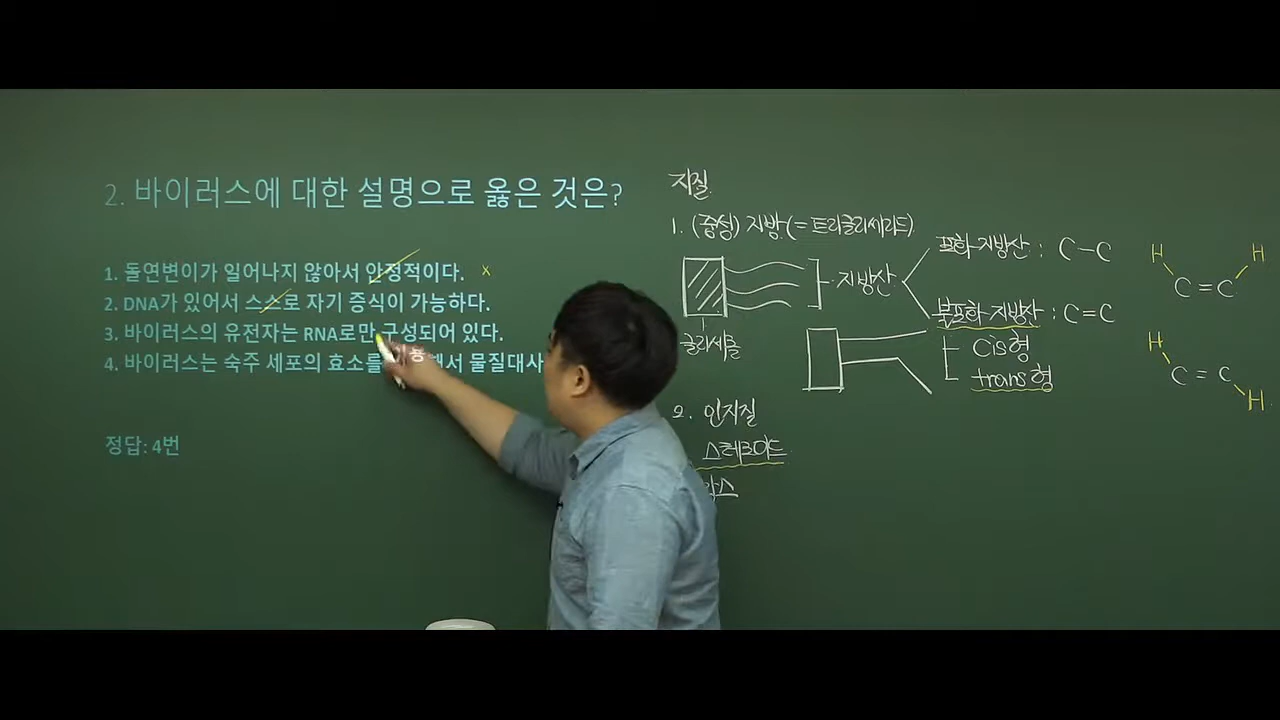 2. 바이러스에 대한 설명으로 옳은 것은?
1. 돌연변이가 일어나지 않아서 안정적이다. x
2. DNA가 있어서 스스로 자기 증식이 가능하다.
3. 바이러스의 유전자는 RNA로만 구성되어 있다.
4. 바이러스는 숙주 세포의 효소를 해서 물질대사
정답: 4번
지질
1. (중성) 지방(=트리글리세리드)
글리세롤
지방산
포화 지방산 : C-C
불포화 지방산 : C=C
cis형
trans형
H H
C = C
H
C = C
H
2. 인지질
스테로이드